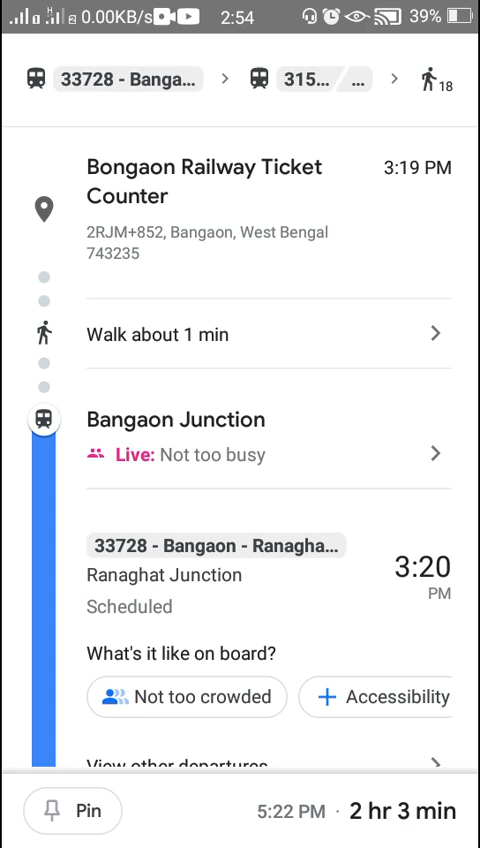 0.00KB/s 2:54 39%
33728 - Banga... 315... ... 18
Bongaon Railway Ticket 3:19 PM
Counter
2RJM+852, Bangaon, West Bengal
743235
Walk about 1 min
Bangaon Junction
Live: Not too busy
33728 - Bangaon - Ranagha...
Ranaghat Junction 3:20
Scheduled PM
What's it like on board?
Not too crowded Accessibility
View other departures
Pin 5:22 PM · 2 hr 3 min